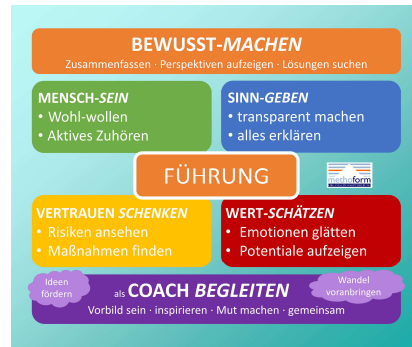 BEWUSST-MACHEN
Zusammenfassen · Perspektiven aufzeigen · Lösungen suchen
MENSCH-SEIN
• Wohl-wollen
• Aktives Zuhören
SINN-GEBEN
• transparent machen
• alles erklären
FÜHRUNG
methoform
VERTRAUEN SCHENKEN
• Risiken ansehen
• Maßnahmen finden
WERT-SCHÄTZEN
• Emotionen glätten
• Potentiale aufzeigen
Ideen
fördern
als COACH BEGLEITEN
Wandel
voranbringen
Vorbild sein · inspirieren · Mut machen · gemeinsam